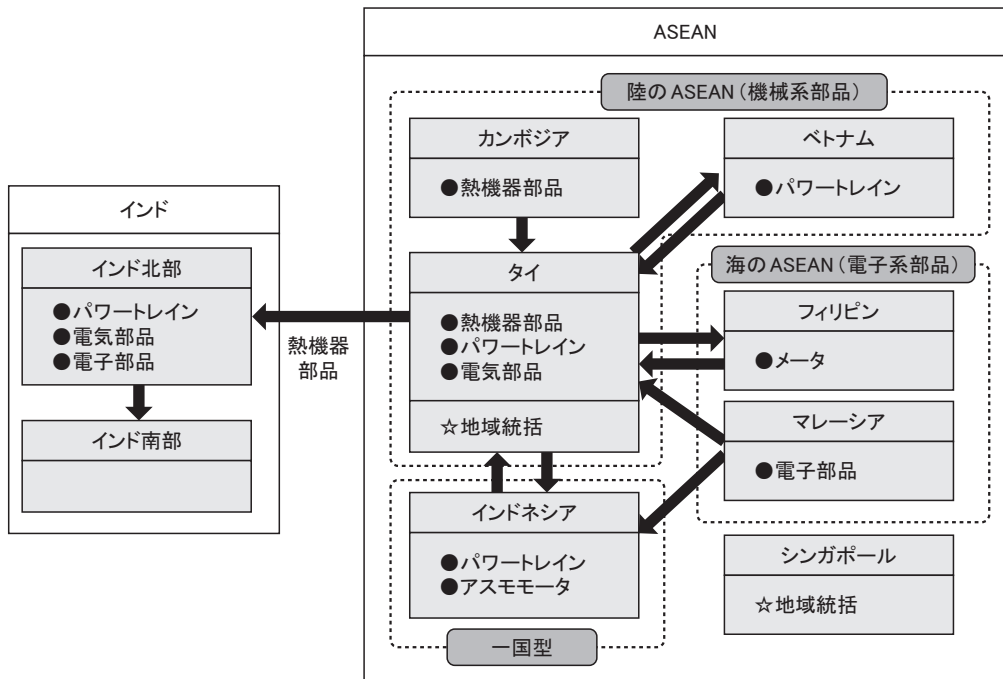 ASEAN
陸のASEAN（機械系部品）
カンボジア
●熱機器部品
ベトナム
●パワートレイン
インド
インド北部
●パワートレイン
●電気部品
●電子部品
インド南部
熱機器
部品
タイ
●熱機器部品
●パワートレイン
●電気部品
☆地域統括
海のASEAN（電子系部品）
フィリピン
●メータ
マレーシア
●電子部品
インドネシア
●パワートレイン
●アスモモータ
一国型
シンガポール
☆地域統括